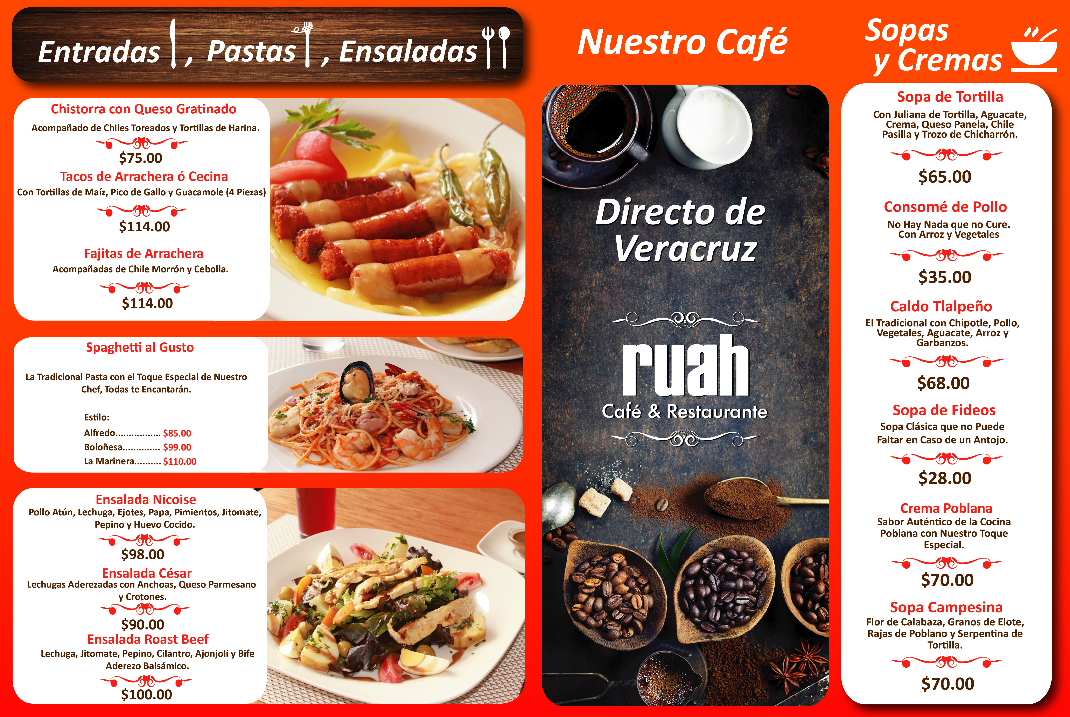 Entradas , Pastas , Ensaladas
Chistorra con Queso Gratinado
Acompañado de Chiles Toreados y Tortillas de Harina.
$75.00
Tacos de Arrachera ó Cecina
Con Tortillas de Maíz, Pico de Gallo y Guacamole (4 Piezas)
$114.00
Fajitas de Arrachera
Acompañadas de Chile Morrón y Cebolla.
$114.00
Spaghetti al Gusto
La Tradicional Pasta con el Toque Especial de Nuestro
Chef, Todas te Encantarán.
Estilo:
Alfredo................ $85.00
Boloñesa............. $99.00
La Marinera......... $110.00
Ensalada Nicoise
Pollo Atún, Lechuga, Ejotes, Papa, Pimientos, Jitomate,
Pepino y Huevo Cocido.
$98.00
Ensalada César
Lechugas Aderezadas con Anchoas, Queso Parmesano
y Crotones.
$90.00
Ensalada Roast Beef
Lechuga, Jitomate, Pepino, Cilantro, Ajonjolí y Bife
Aderezo Balsámico.
$100.00
Nuestro Café
Directo de
Veracruz
ruah
Café & Restaurante
Sopas
y Cremas
Sopa de Tortilla
Con Juliana de Tortilla, Aguacate,
Crema, Queso Panela, Chile
Pasilla y Trozo de Chicharrón.
$65.00
Consomé de Pollo
No Hay Nada que no Cure.
Con Arroz y Vegetales
$35.00
Caldo Tlalpeño
El Tradicional con Chipotle, Pollo,
Vegetales, Aguacate, Arroz y
Garbanzos.
$68.00
Sopa de Fideos
Sopa Clásica que no Puede
Faltar en Caso de un Antojo.
$28.00
Crema Poblana
Sabor Auténtico de la Cocina
Poblana con Nuestro Toque
Especial.
$70.00
Sopa Campesina
Flor de Calabaza, Granos de Elote,
Rajas de Poblano y Serpentina de
Tortilla.
$70.00